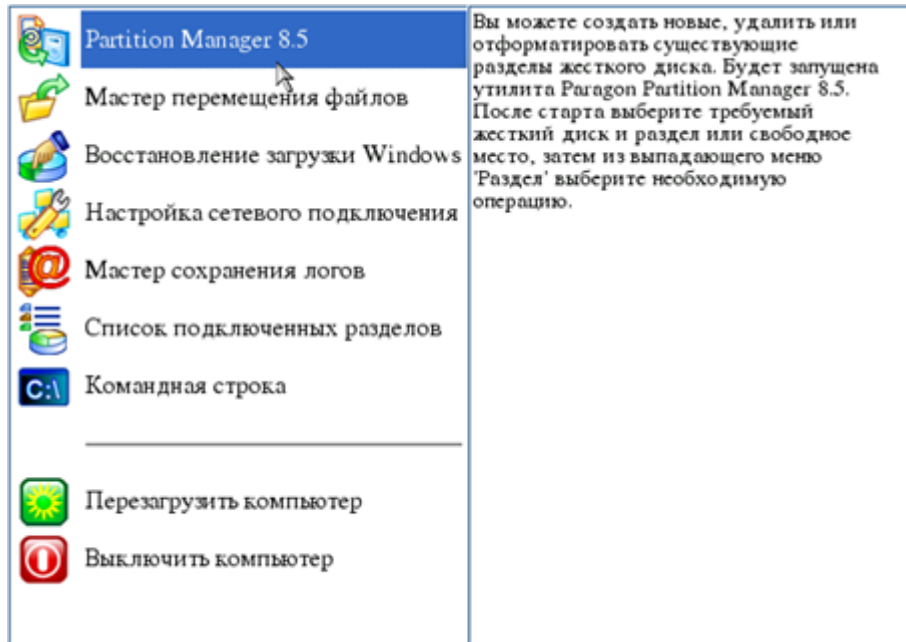 Partition Manager 8.5
Мастер перемещения файлов
Восстановление загрузки Windows
Настройка сетевого подключения
Мастер сохранения логов
Список подключенных разделов
C:\
Командная строка
Перезагрузить компьютер
Выключить компьютер
Вы можете создать новые, удалить или
отформатировать существующие
разделы жесткого диска. Будет запущена
утилита Paragon Partition Manager 8.5.
После старта выберите требуемый
жесткий диск и раздел или свободное
место, затем из выпадающего меню
'Раздел' выберите необходимую
операцию.